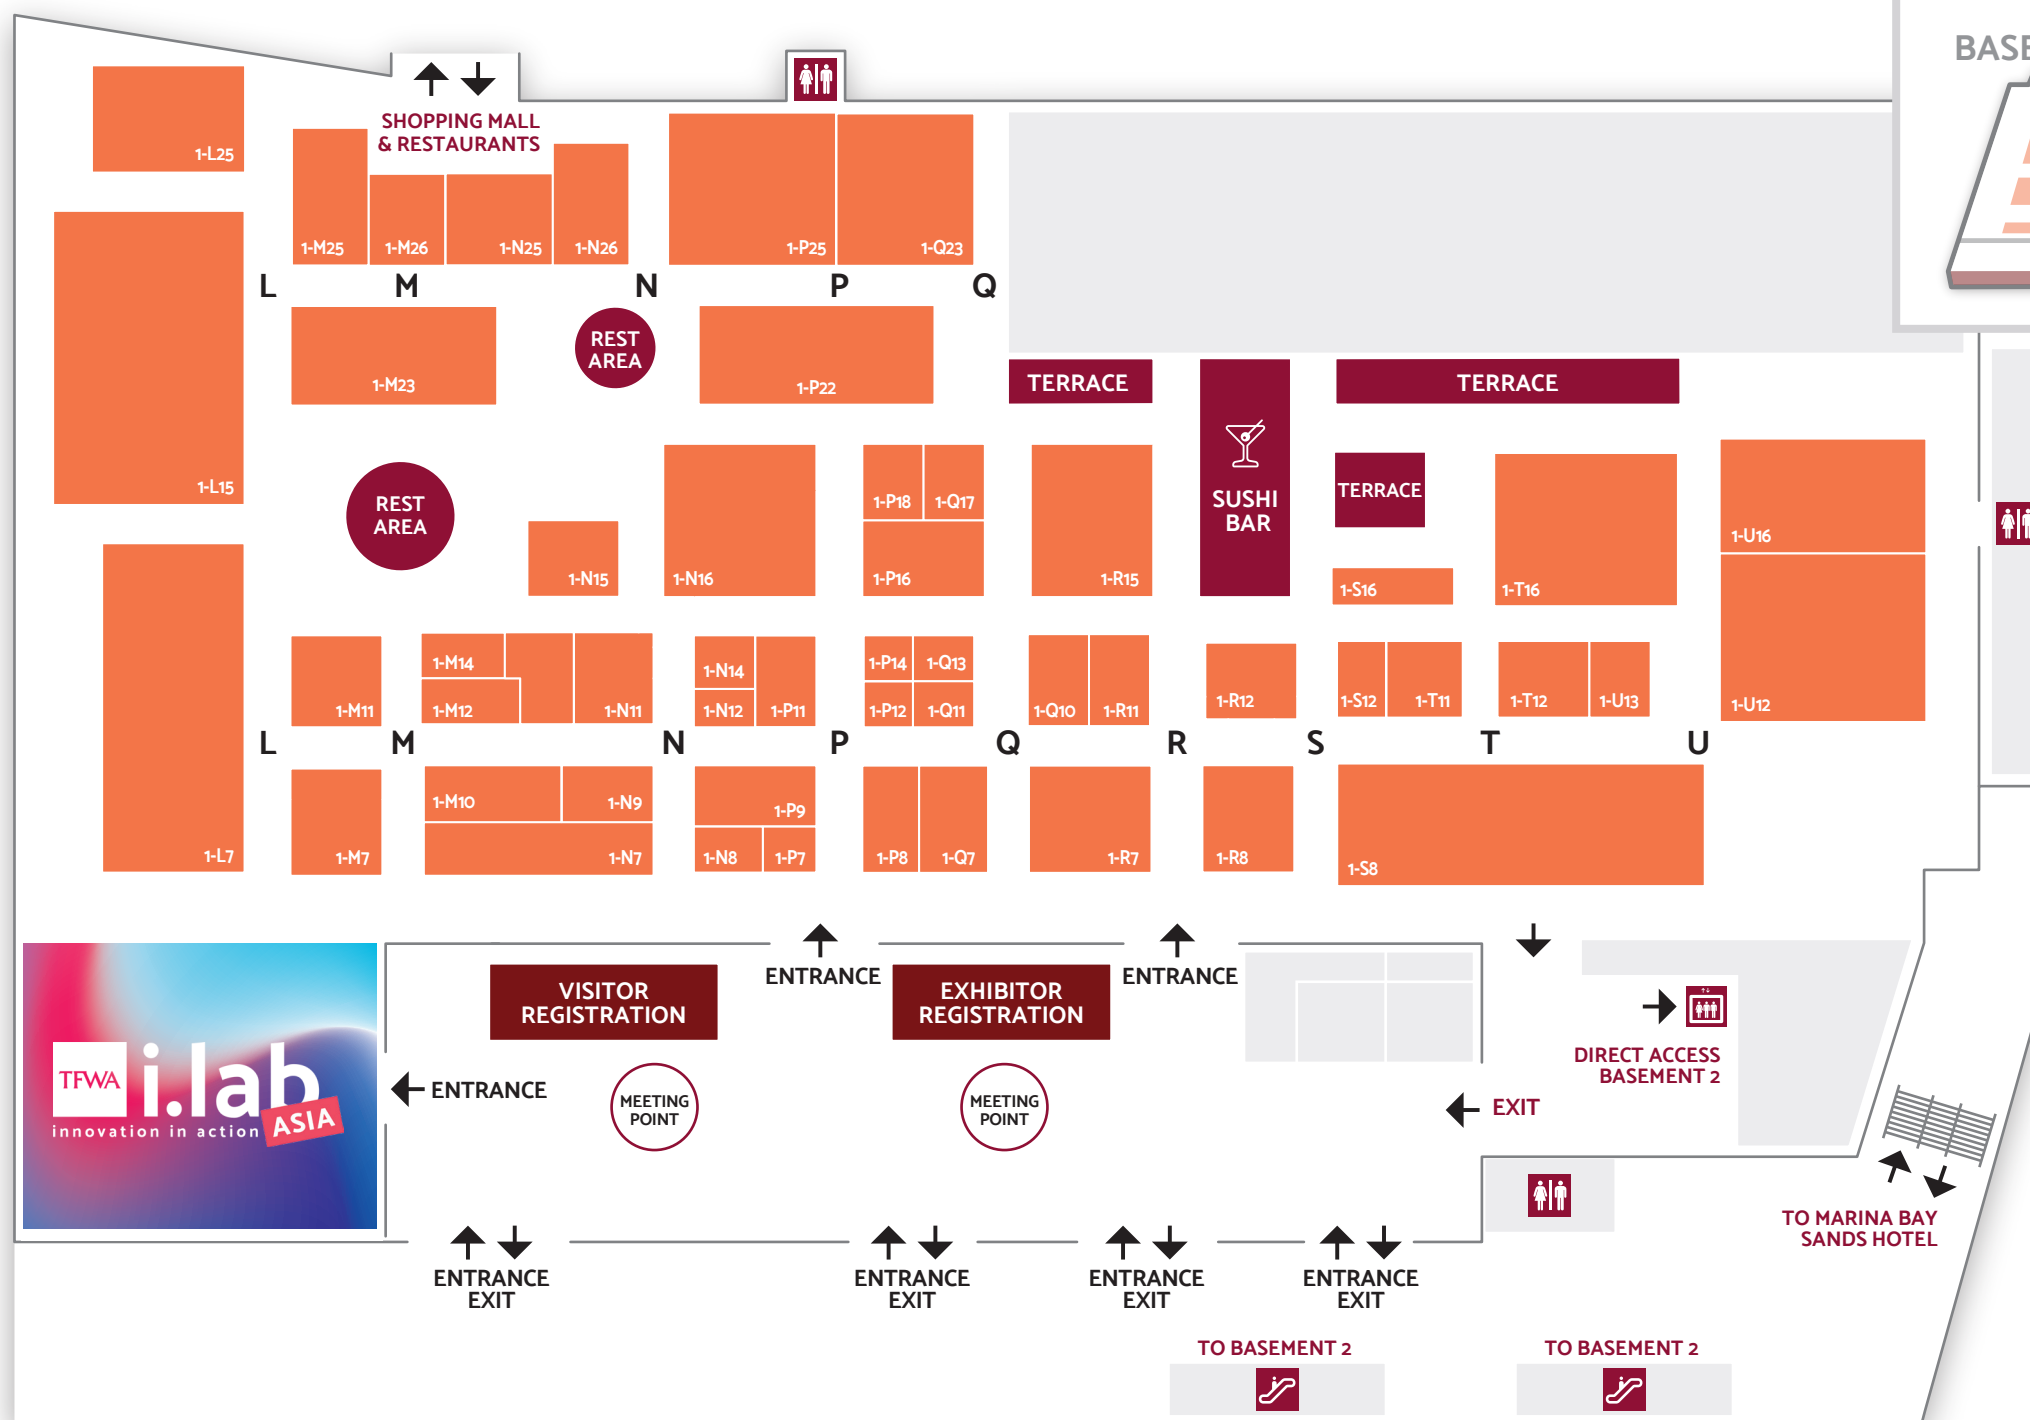 BASE
SHOPPING MALL
& RESTAURANTS
1-L25
1-M25
1-M26
1-N25
1-N26
1-P25
1-Q23
L
M
N
P
Q
REST
AREA
1-M23
1-P22
TERRACE
TERRACE
1-L15
REST
AREA
1-N15
1-N16
1-P18
1-Q17
1-P16
1-R15
SUSHI
BAR
TERRACE
1-S16
1-T16
1-U16
1-M11
1-M14
1-M12
1-N11
1-N14
1-N12
1-P11
1-P14
1-Q13
1-P12
1-Q11
1-Q10
1-R11
1-R12
1-S12
1-T11
1-T12
1-U13
1-U12
L
M
N
P
Q
R
S
T
U
1-L7
1-M7
1-M10
1-N9
1-N7
1-P9
1-N8
1-P7
1-P8
1-Q7
1-R7
1-R8
1-S8
VISITOR
REGISTRATION
ENTRANCE
EXHIBITOR
REGISTRATION
ENTRANCE
DIRECT ACCESS
BASEMENT 2
TFWA
i.lab
ASIA
innovation in action
ENTRANCE
MEETING
POINT
MEETING
POINT
EXIT
TO MARINA BAY
SANDS HOTEL
ENTRANCE
EXIT
ENTRANCE
EXIT
ENTRANCE
EXIT
ENTRANCE
EXIT
TO BASEMENT 2
TO BASEMENT 2